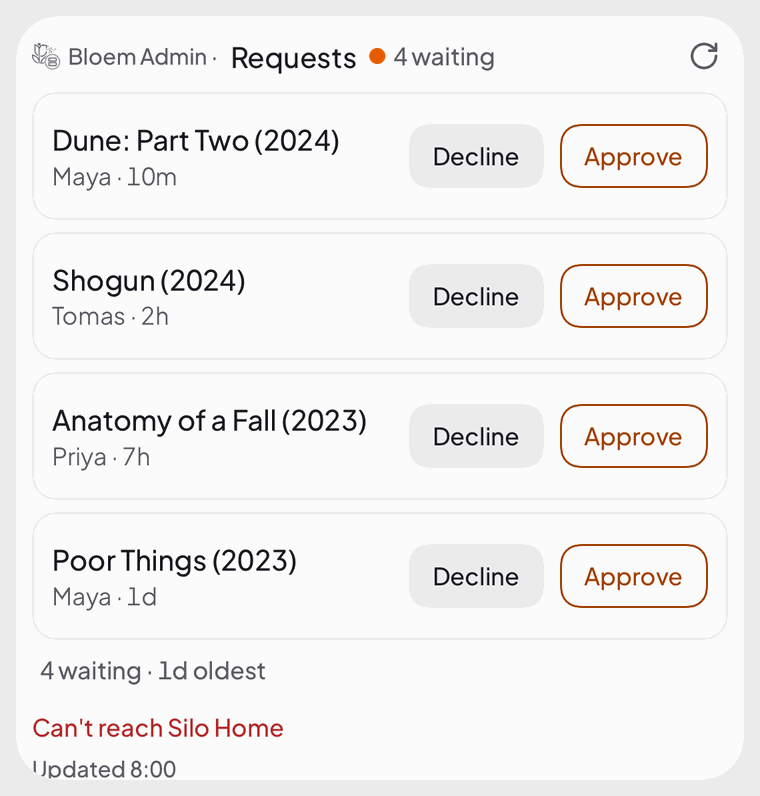 Bloem Admin · Requests 4 waiting
Dune: Part Two (2024)
Maya · 10m
Decline
Approve
Shogun (2024)
Tomas · 2h
Decline
Approve
Anatomy of a Fall (2023)
Priya · 7h
Decline
Approve
Poor Things (2023)
Maya · 1d
Decline
Approve
4 waiting · 1d oldest
Can't reach Silo Home
Updated 8:00